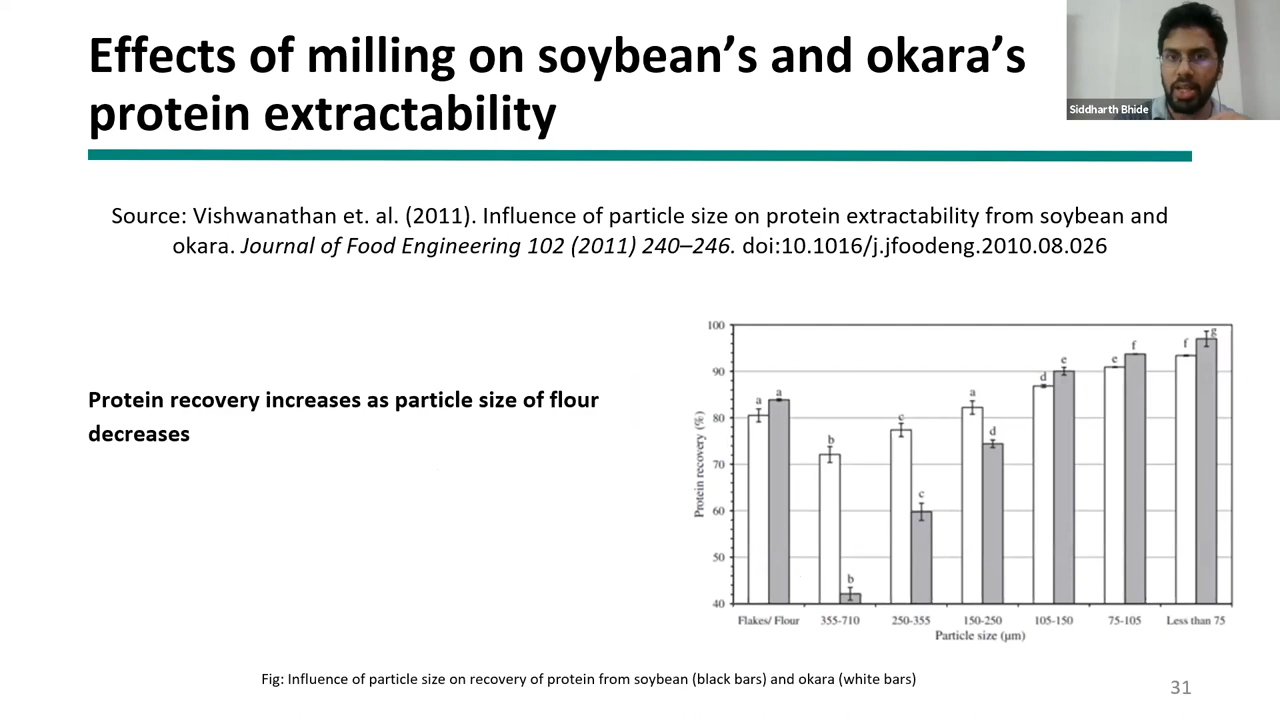 Effects of milling on soybean’s and okara’s
protein extractability
Siddharth Bhide
Source: Vishwanathan et. al. (2011). Influence of particle size on protein extractability from soybean and
okara. Journal of Food Engineering 102 (2011) 240–246. doi:10.1016/j.jfoodeng.2010.08.026
Protein recovery increases as particle size of flour
decreases
Protein recovery (%)
100
90
80
70
60
50
40
a a
b b
c c
a d
d e
e f
f g
Flakes/ Flour 355-710 250-355 150-250 105-150 75-105 Less than 75
Particle size (µm)
Fig: Influence of particle size on recovery of protein from soybean (black bars) and okara (white bars)
31